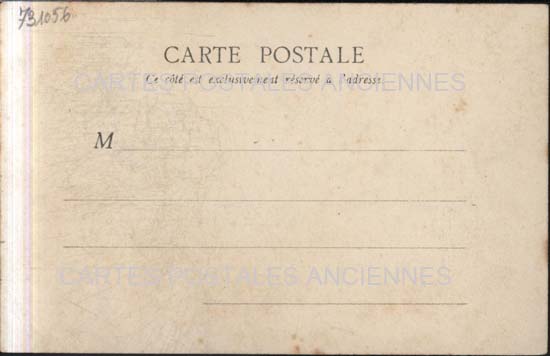 731056
CARTE POSTALE
Ce côté est exclusivement réservé à l'adresse.
CARTES POSTALES ANCIENNES
M
CARTES POSTALES ANCIENNES